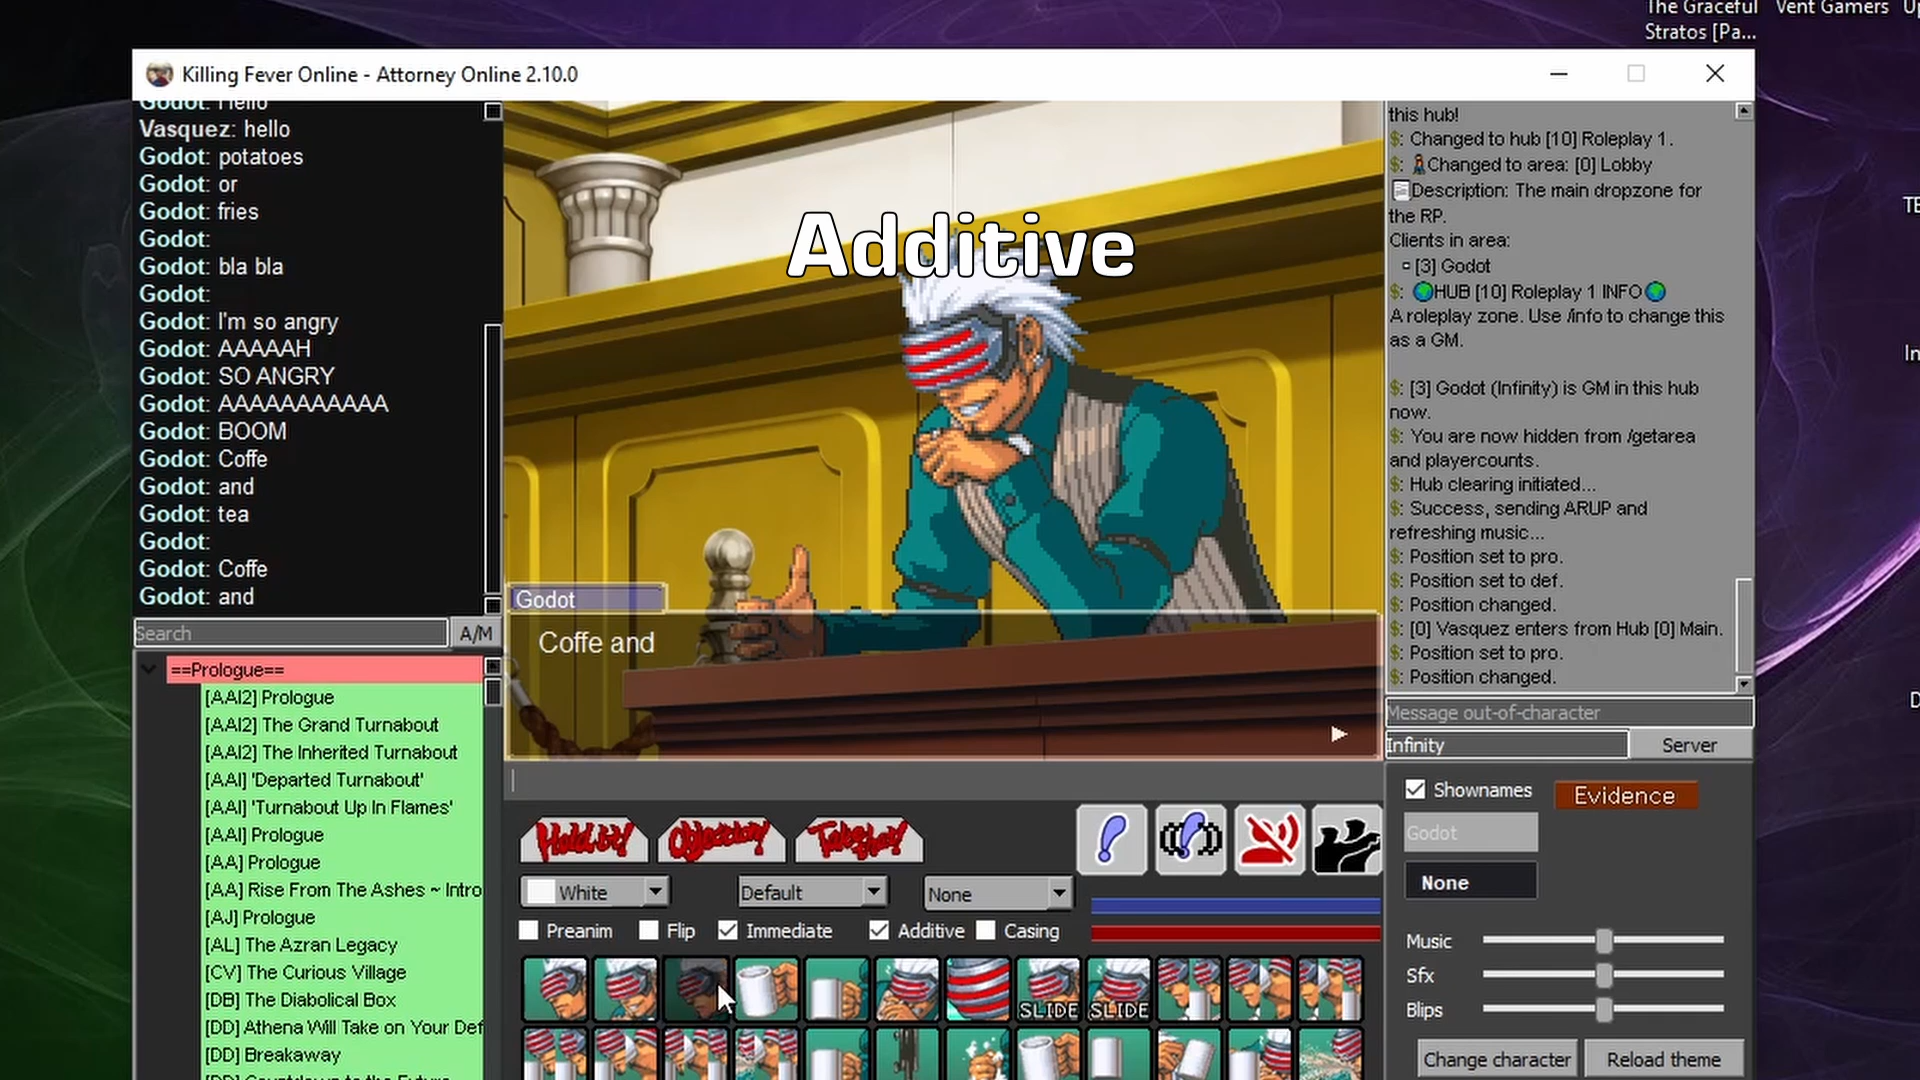 The Graceful
Stratos [Pa...
Vent Gamers
Killing Fever Online - Attorney Online 2.10.0
Godot: Hello
Vasquez: hello
Godot: potatoes
Godot: or
Godot: fries
Godot:
Godot: bla bla
Godot:
Godot: I'm so angry
Godot: AAAAAH
Godot: SO ANGRY
Godot: AAAAAAAAAAA
Godot: BOOM
Godot: Coffe
Godot: and
Godot: tea
Godot:
Godot: Coffe
Godot: and
Search
A/M
==Prologue==
[AAI2] Prologue
[AAI2] The Grand Turnabout
[AAI2] The Inherited Turnabout
[AAI] 'Departed Turnabout'
[AAI] 'Turnabout Up In Flames'
[AAI] Prologue
[AA] Prologue
[AA] Rise From The Ashes ~ Intro
[AJ] Prologue
[AL] The Azran Legacy
[CV] The Curious Village
[DB] The Diabolical Box
[DD] Athena Will Take on Your Def
[DD] Breakaway
Additive
Godot
Coffe and
Hold it!
Objection!
Take that!
White
Default
None
Preanim
Flip
Immediate
Additive
Casing
SLIDE
SLIDE
this hub!
$: Changed to hub [10] Roleplay 1.
$: Changed to area: [0] Lobby
Description: The main dropzone for
the RP.
Clients in area:
[3] Godot
$: HUB [10] Roleplay 1 INFO
A roleplay zone. Use /info to change this
as a GM.
$: [3] Godot (Infinity) is GM in this hub
now.
$: You are now hidden from /getarea
and playercounts.
$: Hub clearing initiated...
$: Success, sending ARUP and
refreshing music...
$: Position set to pro.
$: Position set to def.
$: Position changed.
$: [0] Vasquez enters from Hub [0] Main.
$: Position set to pro.
$: Position changed.
Message out-of-character
Infinity
Server
Shownames
Evidence
Godot
None
Music
Sfx
Blips
Change character
Reload theme